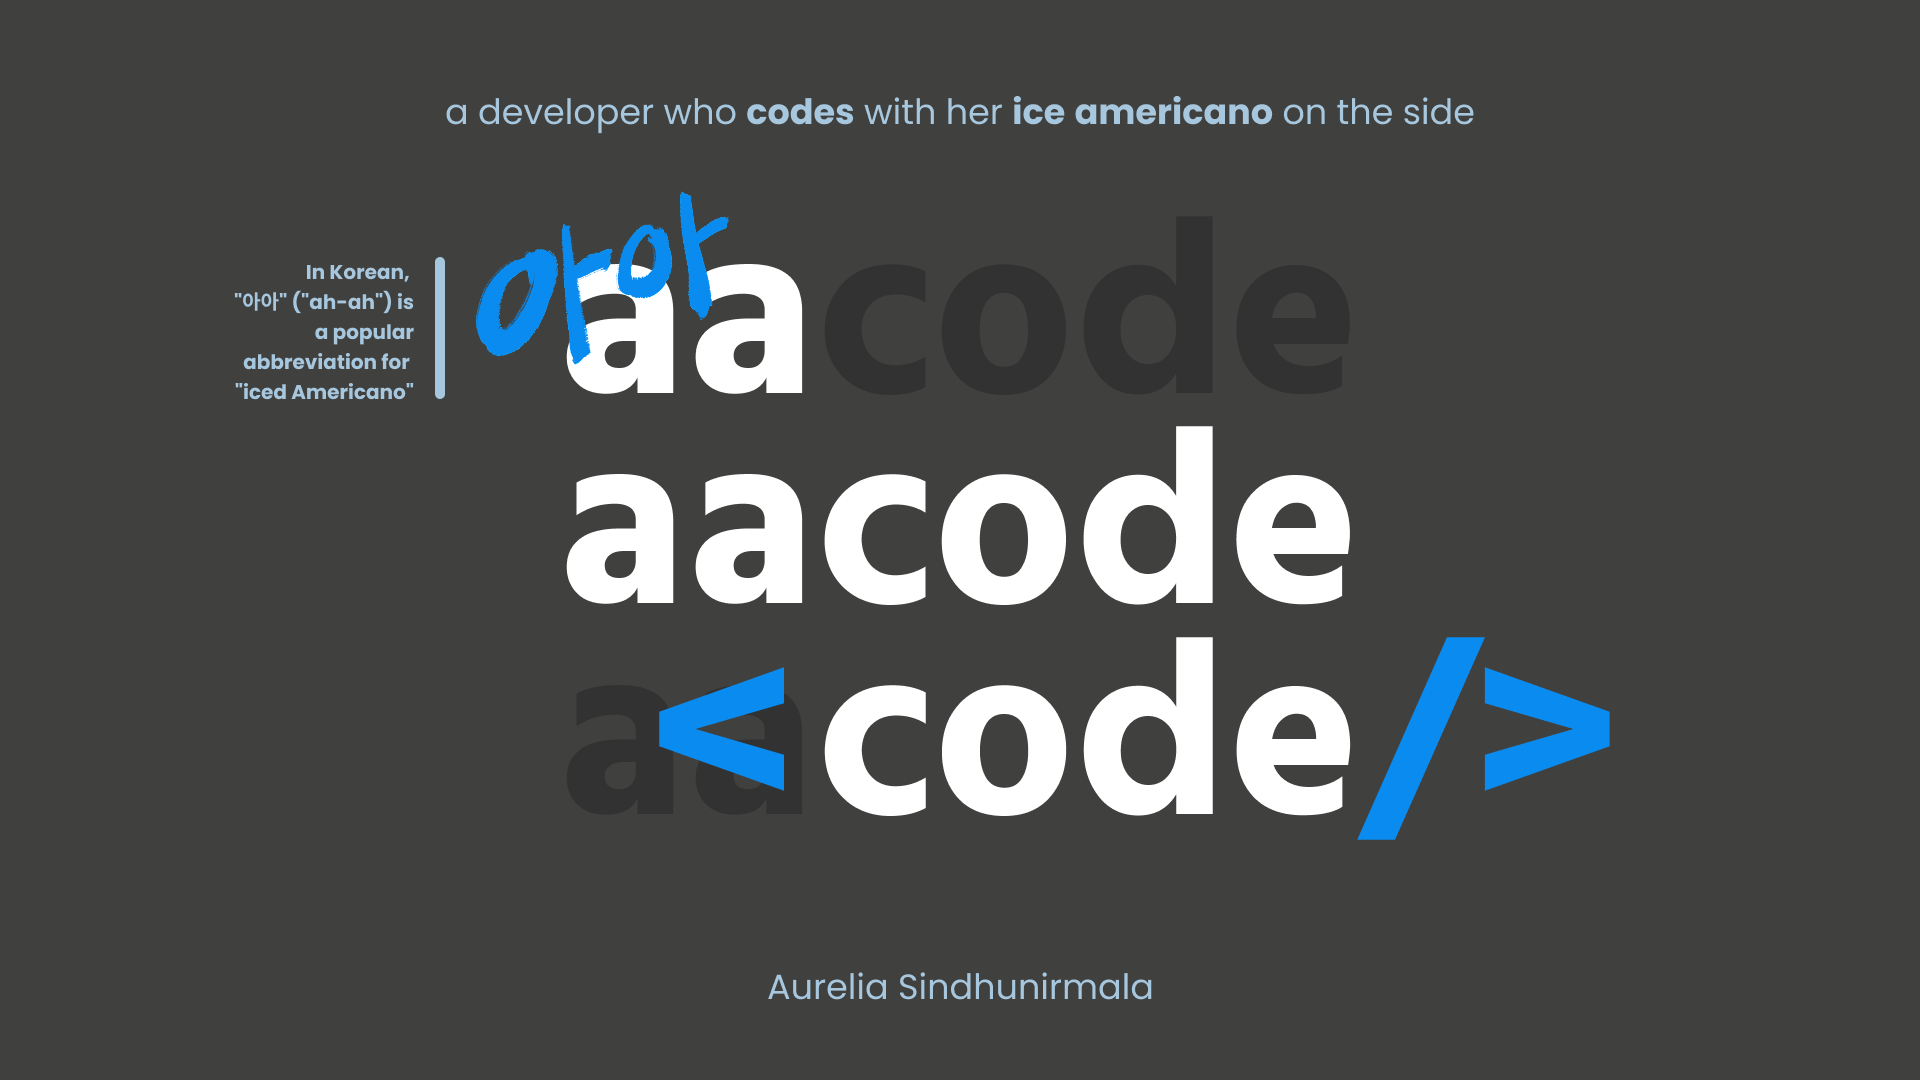 a developer who codes with her ice americano on the side
아아
aacode
In Korean,
"아아" ("ah-ah") is
a popular
abbreviation for
"iced Americano"
aacode
aa<code/>
Aurelia Sindhunirmala